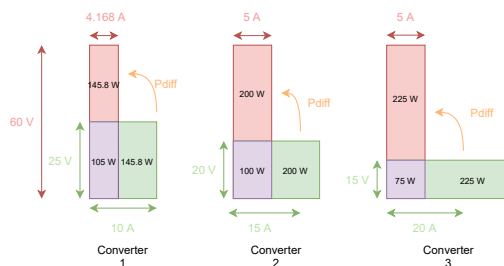 4.168 A
5 A
5 A
145.8 W
200 W
225 W
Pdiff
Pdiff
Pdiff
60 V
25 V
20 V
15 V
105 W
145.8 W
100 W
200 W
75 W
225 W
10 A
15 A
20 A
Converter
1
Converter
2
Converter
3